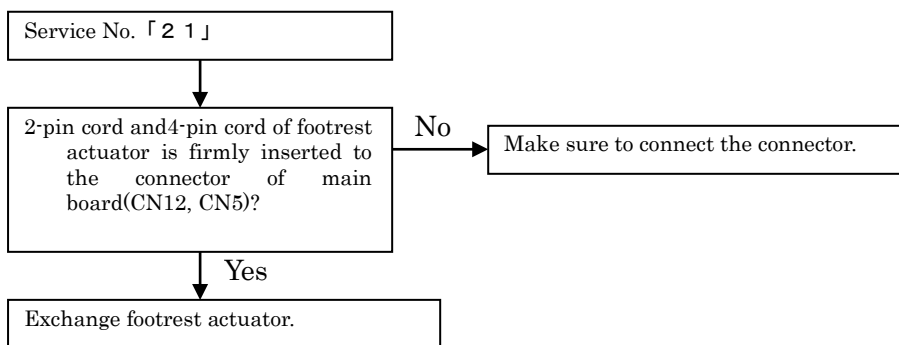 Service No.「２１」
2-pin cord and4-pin cord of footrest
actuator is firmly inserted to
the connector of main
board(CN12, CN5)?
No
Make sure to connect the connector.
Yes
Exchange footrest actuator.